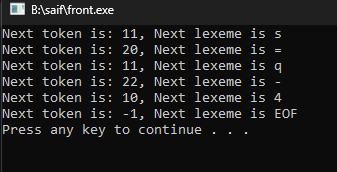 B:\saif\front.exe
Next token is: 11, Next lexeme is s
Next token is: 20, Next lexeme is =
Next token is: 11, Next lexeme is q
Next token is: 22, Next lexeme is -
Next token is: 10, Next lexeme is 4
Next token is: -1, Next lexeme is EOF
Press any key to continue . . .